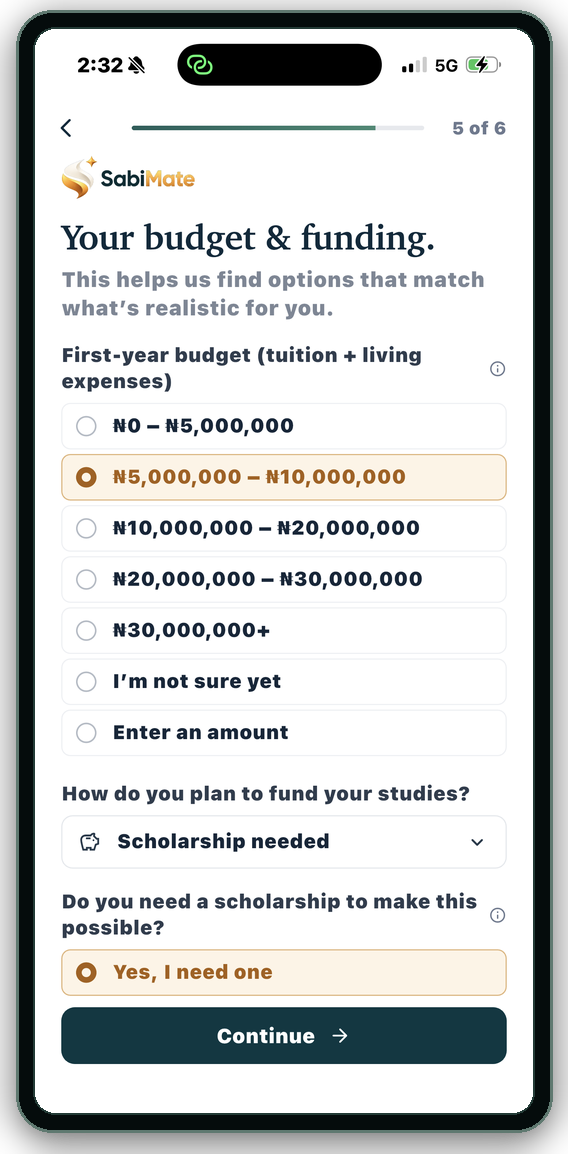 2:32
5G
5 of 6
SabiMate
Your budget & funding.
This helps us find options that match
what’s realistic for you.
First-year budget (tuition + living
expenses)
₦0 – ₦5,000,000
₦5,000,000 – ₦10,000,000
₦10,000,000 – ₦20,000,000
₦20,000,000 – ₦30,000,000
₦30,000,000+
I’m not sure yet
Enter an amount
How do you plan to fund your studies?
Scholarship needed
Do you need a scholarship to make this
possible?
Yes, I need one
Continue →